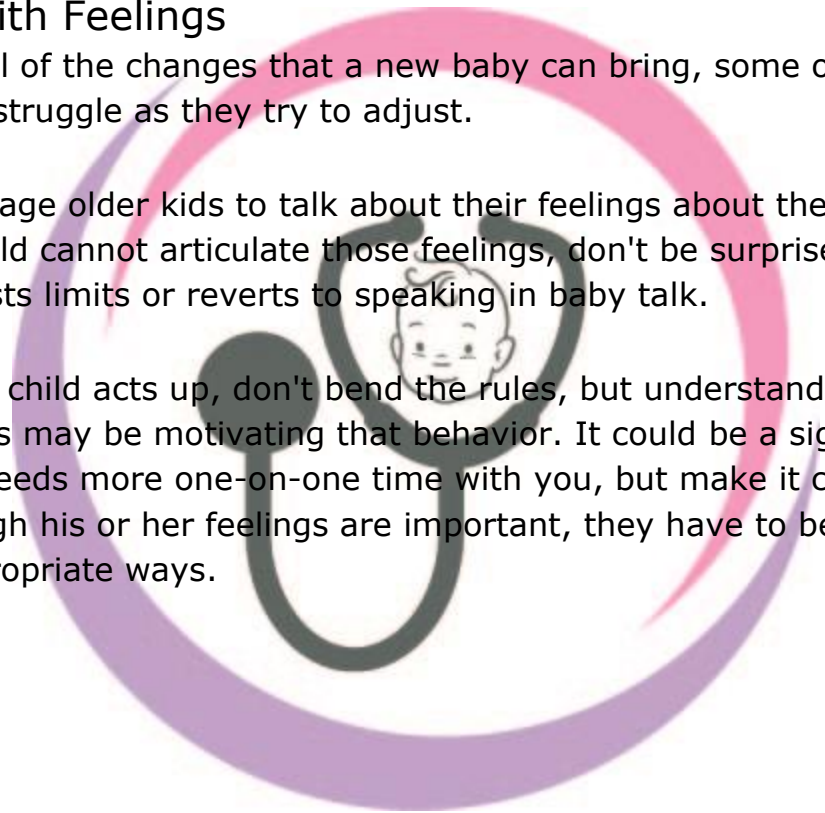 ith Feelings
l of the changes that a new baby can bring, some o
struggle as they try to adjust.
age older kids to talk about their feelings about the
ld cannot articulate those feelings, don't be surprise
sts limits or reverts to speaking in baby talk.
child acts up, don't bend the rules, but understand
s may be motivating that behavior. It could be a sig
eeds more one-on-one time with you, but make it c
gh his or her feelings are important, they have to be
ropriate ways.